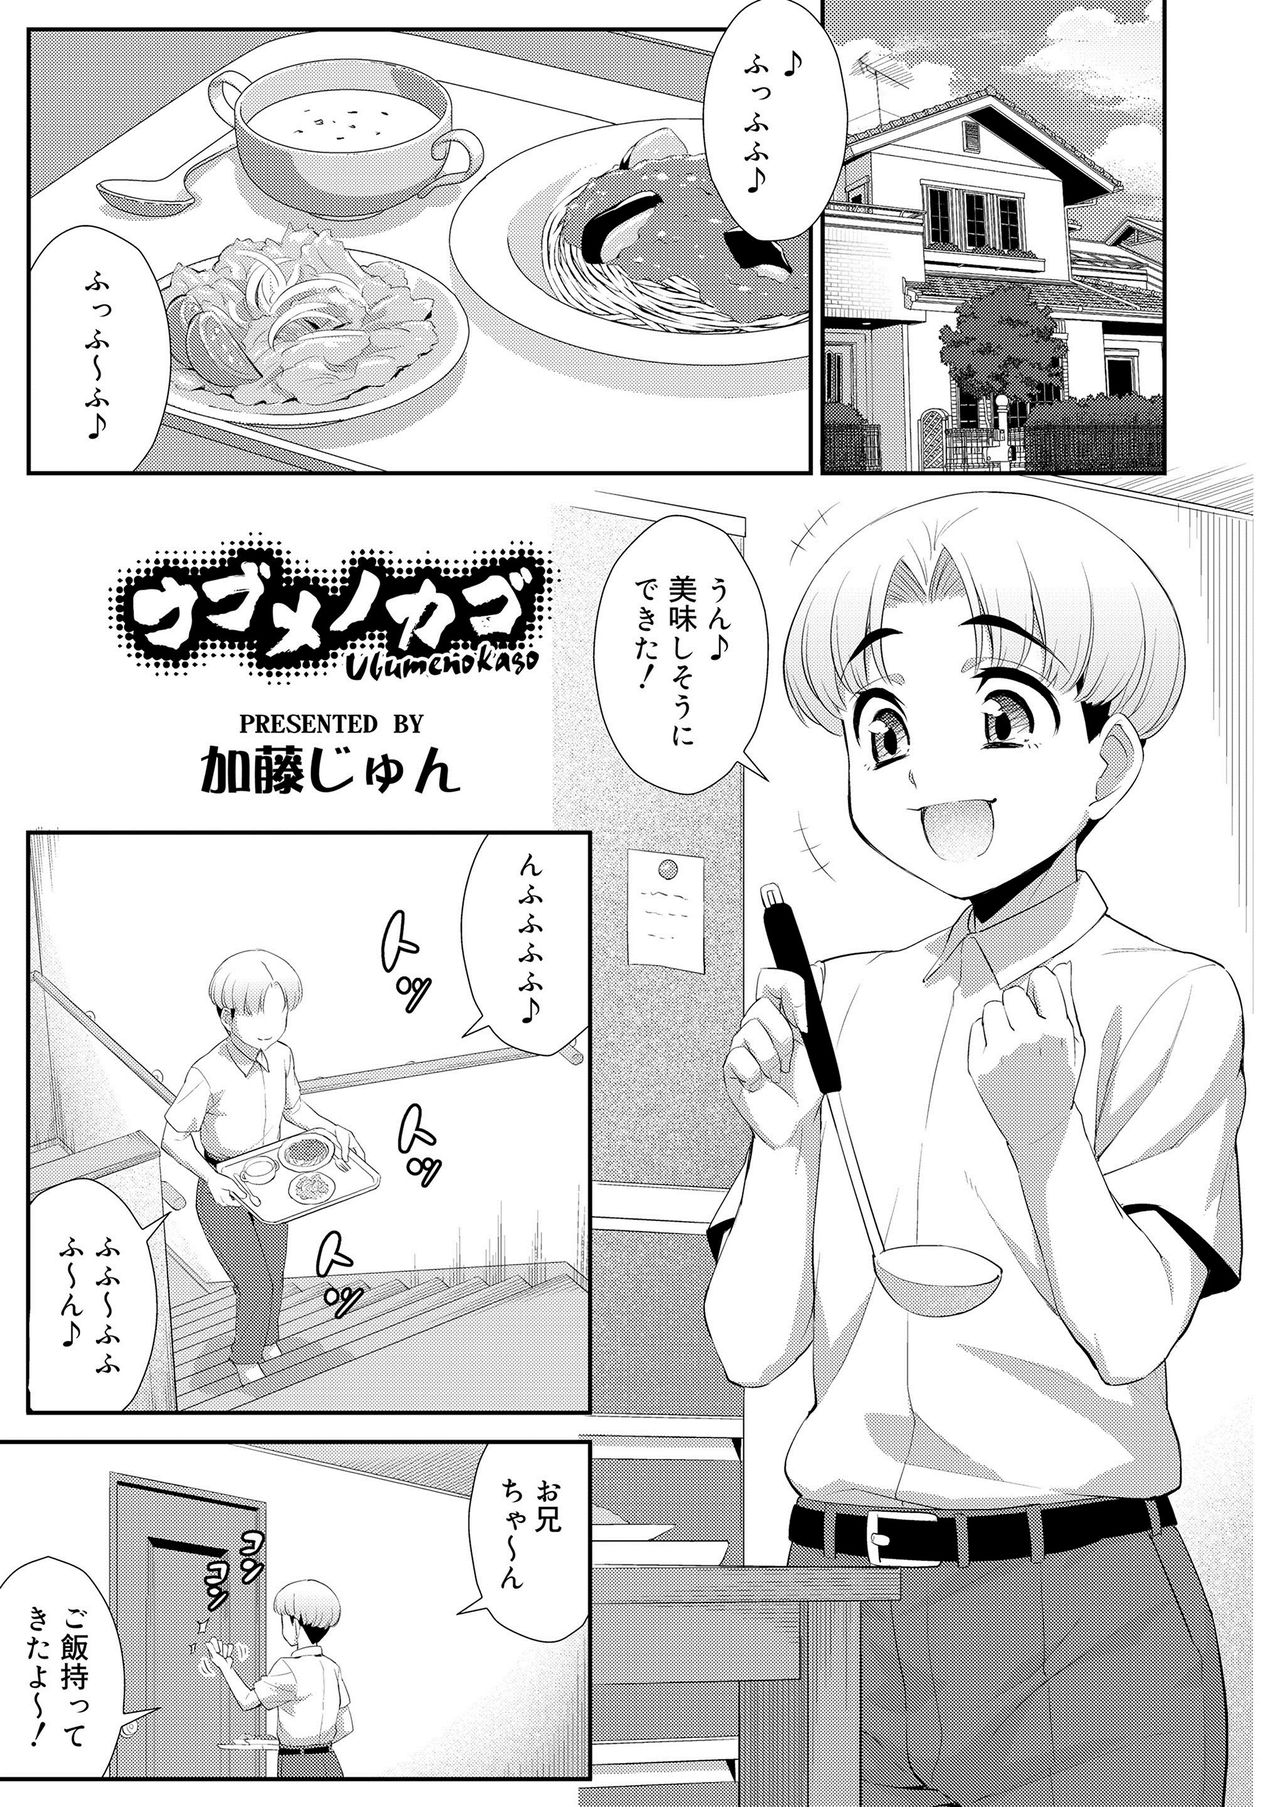 ♪
ふっふふ♪
ふっふ～ふ♪
うん♪
美味しそうに
できた！
ウゴメノカゴ
Ubumenokago
PRESENTED BY
加藤じゅん
んふふふふ♪
トッ
トッ
トッ
ふふ～ふふ
ふ～ん♪
お兄
ちゃ～ん
コン
コン
ご飯持って
きたよ～！